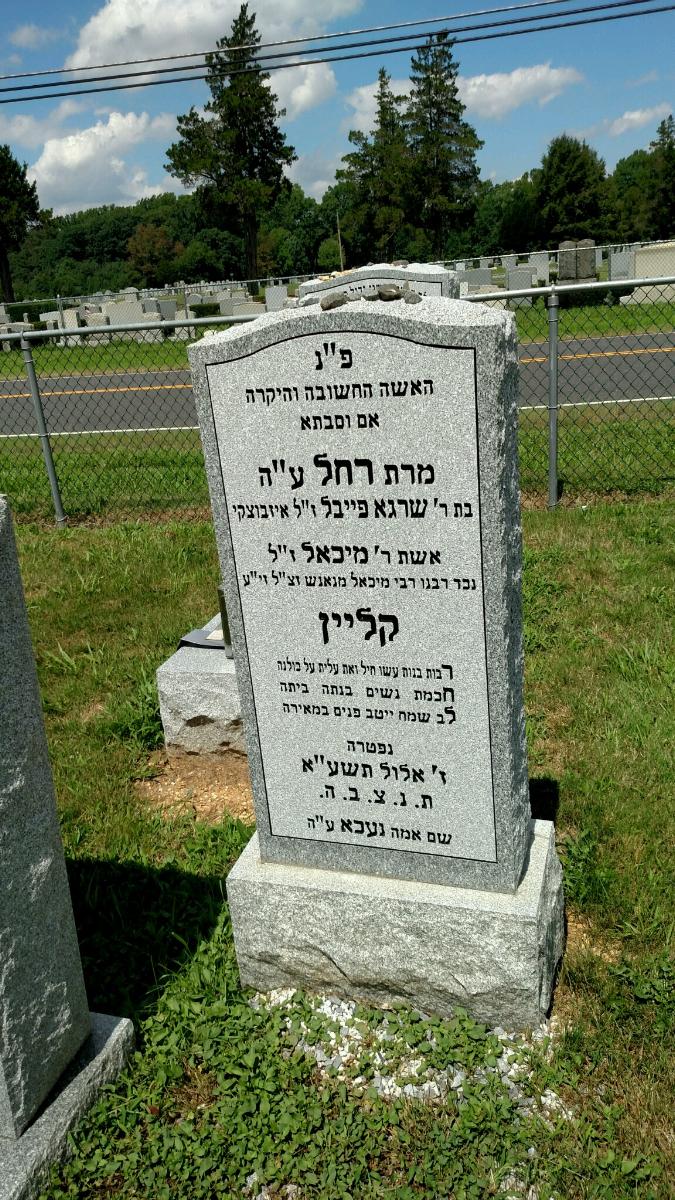 פ"נ
האשה החשובה והיקרה
אם וסבתא
מרת רחל ע"ה
בת ר' שרגא פייבל ז"ל איזבוצקי
אשת ר' מיכאל ז"ל
נכד רבנו רבי מיכאל מנאנש זצ"ל זי"ע
קליין
רבות בנות עשו חיל ואת עלית על כולנה
חכמת נשים בנתה ביתה
לב שמח ייטב פנים במאירה
נפטרה
ז' אלול תשע"א
ת. נ. צ. ב. ה.
שם אמה נעכא ע"ה